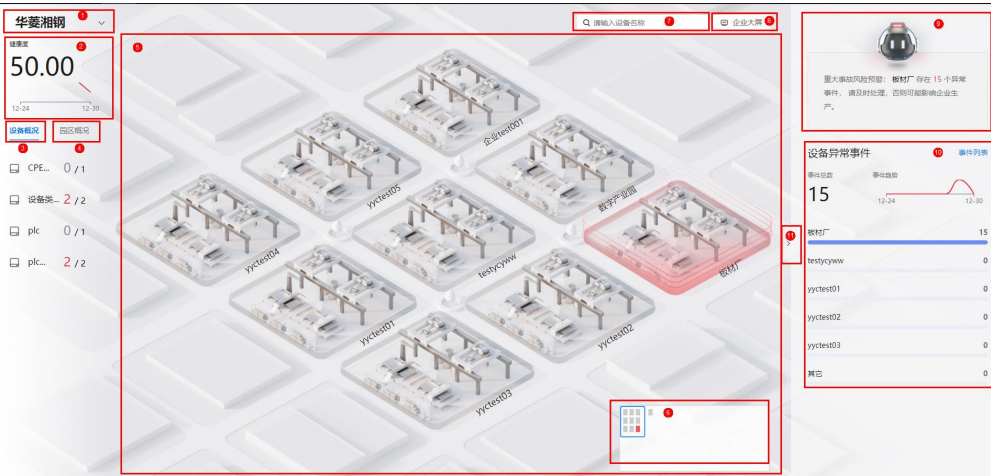 华菱湘钢
1
健康度
2
50.00
12-24
12-30
设备概况
园区概况
3
4
CPE... 0 / 1
设备类... 2 / 2
plc 0 / 1
plc... 2 / 2
5
请输入设备名称
7
企业大屏
8
企业test001
yyctest05
数字产业园
yyctest04
testycyww
板材厂
yyctest01
yyctest02
yyctest03
6
9
重大事故风险预警: 板材厂 存在 15 个异常
事件, 请及时处理, 否则可能影响企业生
产。
设备异常事件
10
事件列表
事件总数
事件趋势
15
12-24
12-30
11
板材厂 15
testycyww 0
yyctest01 0
yyctest02 0
yyctest03 0
其它 0